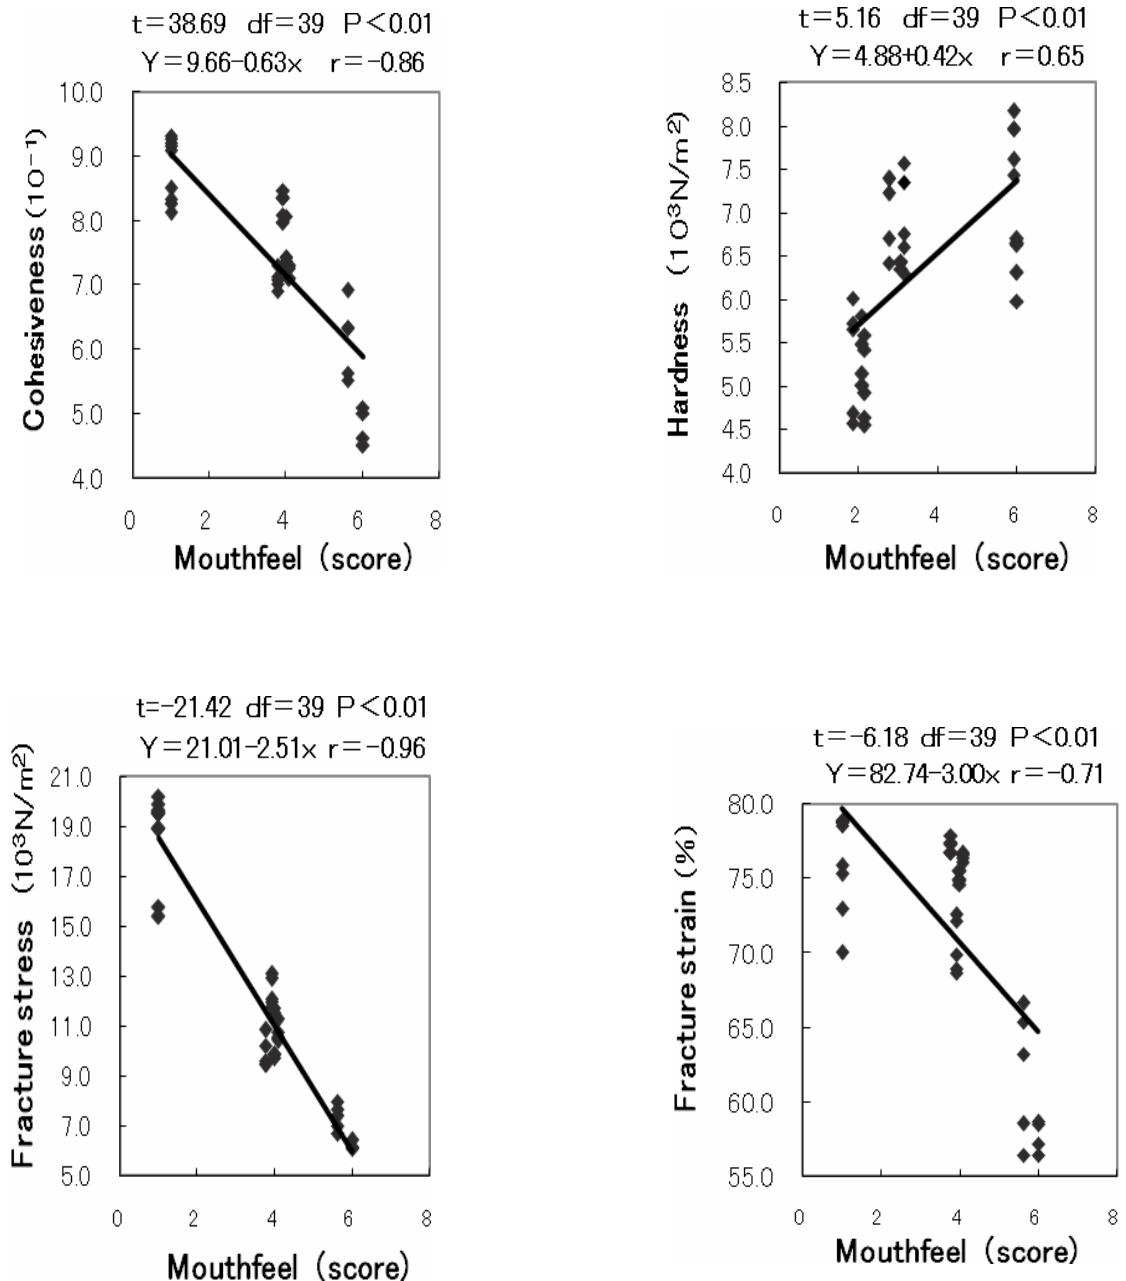 t=38.69 df=39 P<0.01
Y=9.66-0.63x r=-0.86
Cohesiveness (10⁻¹)
10.0
9.0
8.0
7.0
6.0
5.0
4.0
0 2 4 6 8
Mouthfeel (score)
t=5.16 df=39 P<0.01
Y=4.88+0.42x r=0.65
Hardness (10³N/m²)
8.5
8.0
7.5
7.0
6.5
6.0
5.5
5.0
4.5
4.0
0 2 4 6 8
Mouthfeel (score)
t=-21.42 df=39 P<0.01
Y=21.01-2.51x r=-0.96
Fracture stress (10³N/m²)
21.0
19.0
17.0
15.0
13.0
11.0
9.0
7.0
5.0
0 2 4 6 8
Mouthfeel (score)
t=-6.18 df=39 P<0.01
Y=82.74-3.00x r=-0.71
Fracture strain (%)
80.0
75.0
70.0
65.0
60.0
55.0
0 2 4 6 8
Mouthfeel (score)